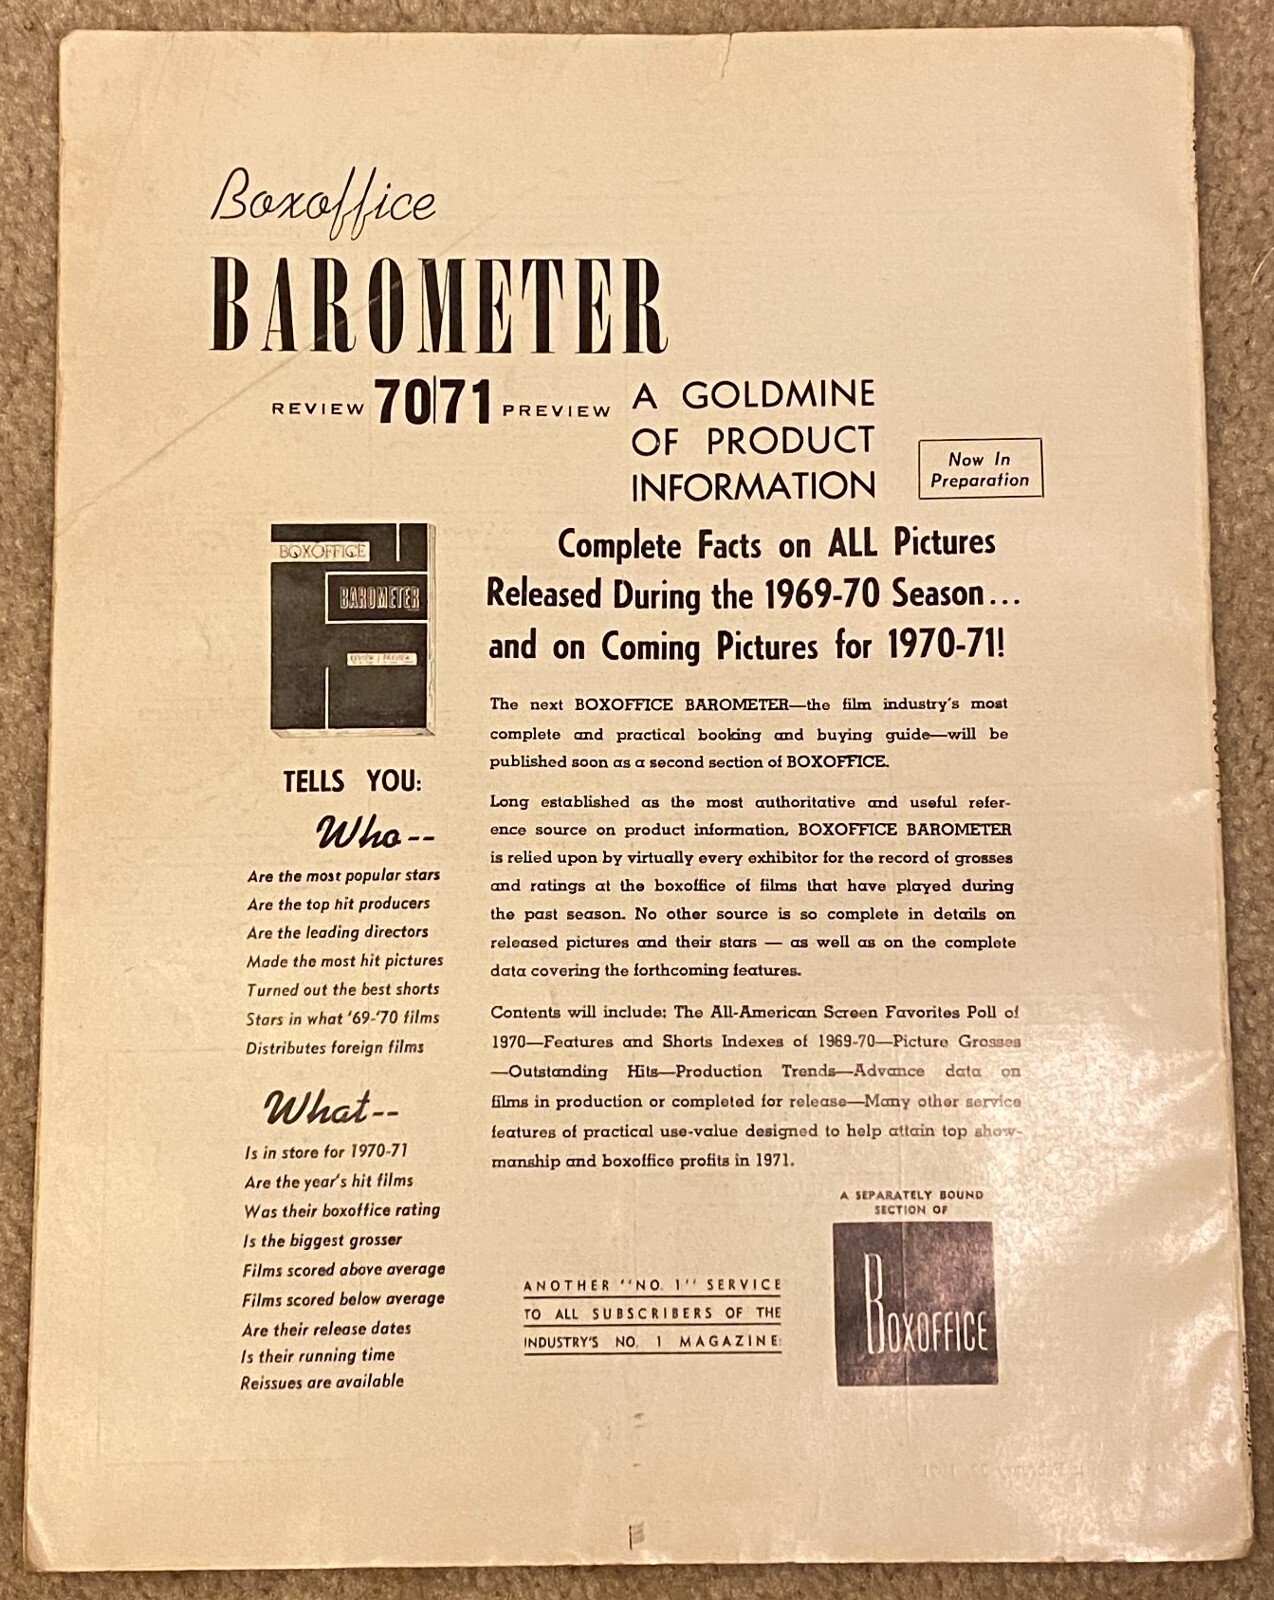 Boxoffice
BAROMETER
REVIEW 70|71 PREVIEW
A GOLDMINE
OF PRODUCT
INFORMATION
Now In
Preparation
BOXOFFICE
BAROMETER
REVIEW / PREVIEW
Complete Facts on ALL Pictures
Released During the 1969-70 Season...
and on Coming Pictures for 1970-71!
TELLS YOU:
Who--
Are the most popular stars
Are the top hit producers
Are the leading directors
Made the most hit pictures
Turned out the best shorts
Stars in what '69-'70 films
Distributes foreign films
What--
Is in store for 1970-71
Are the year's hit films
Was their boxoffice rating
Is the biggest grosser
Films scored above average
Films scored below average
Are their release dates
Is their running time
Reissues are available
The next BOXOFFICE BAROMETER—the film industry's most
complete and practical booking and buying guide—will be
published soon as a second section of BOXOFFICE.
Long established as the most authoritative and useful refer-
ence source on product information, BOXOFFICE BAROMETER
is relied upon by virtually every exhibitor for the record of grosses
and ratings at the boxoffice of films that have played during
the past season. No other source is so complete in details on
released pictures and their stars — as well as on the complete
data covering the forthcoming features.
Contents will include: The All-American Screen Favorites Poll of
1970—Features and Shorts Indexes of 1969-70—Picture Grosses
—Outstanding Hits—Production Trends—Advance data on
films in production or completed for release—Many other service
features of practical use-value designed to help attain top show-
manship and boxoffice profits in 1971.
ANOTHER "NO. 1" SERVICE
TO ALL SUBSCRIBERS OF THE
INDUSTRY'S NO. 1 MAGAZINE:
A SEPARATELY BOUND
SECTION OF
BOXOFFICE